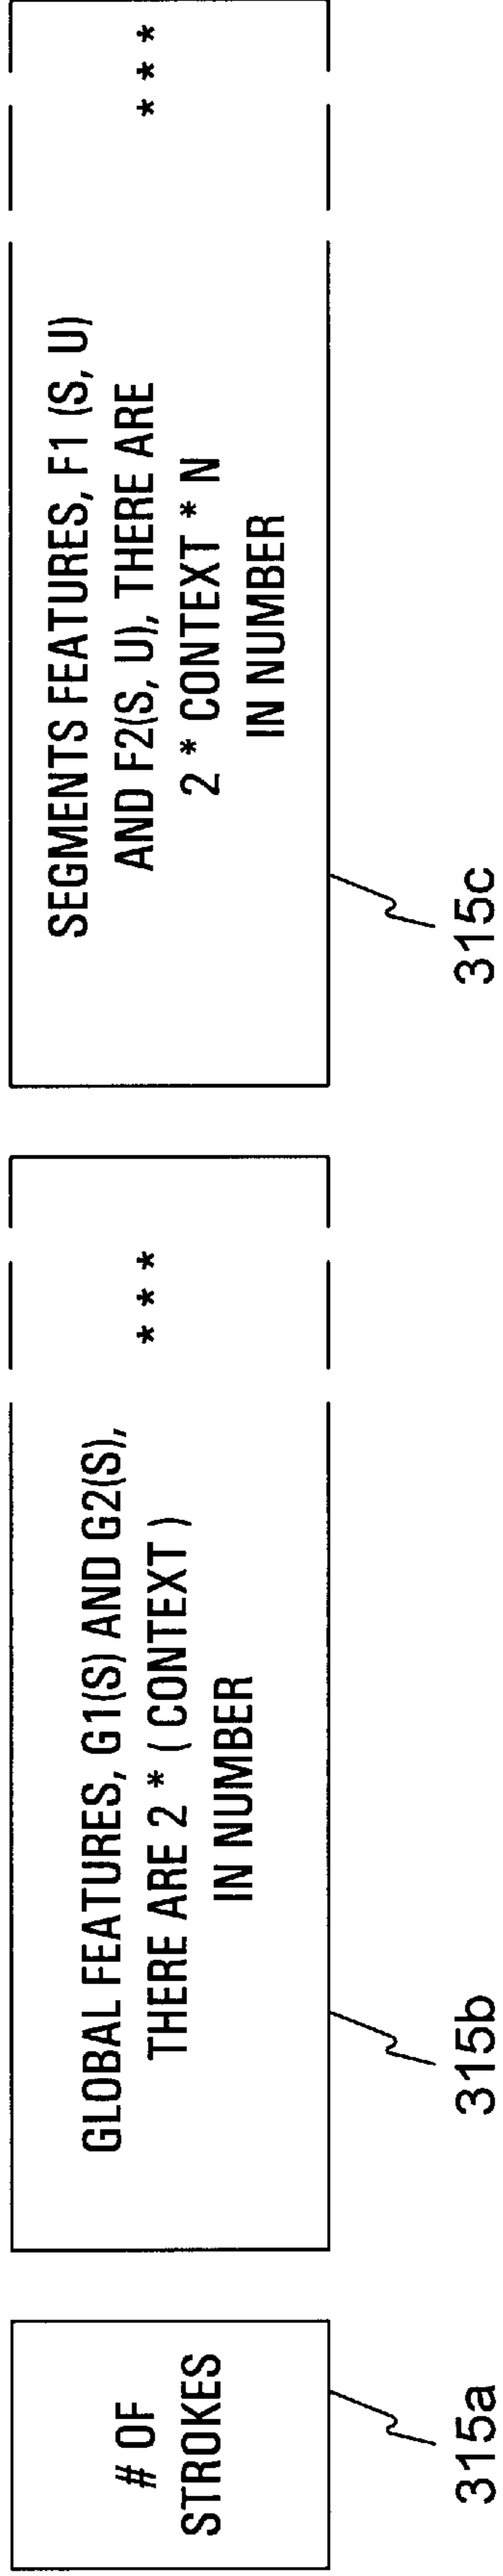 # OF
STROKES
315a
GLOBAL FEATURES, G1(S) AND G2(S),
THERE ARE 2 * ( CONTEXT )
IN NUMBER
* * *
315b
SEGMENTS FEATURES, F1 (S, U)
AND F2(S, U), THERE ARE
2 * CONTEXT * N
IN NUMBER
* * *
315c